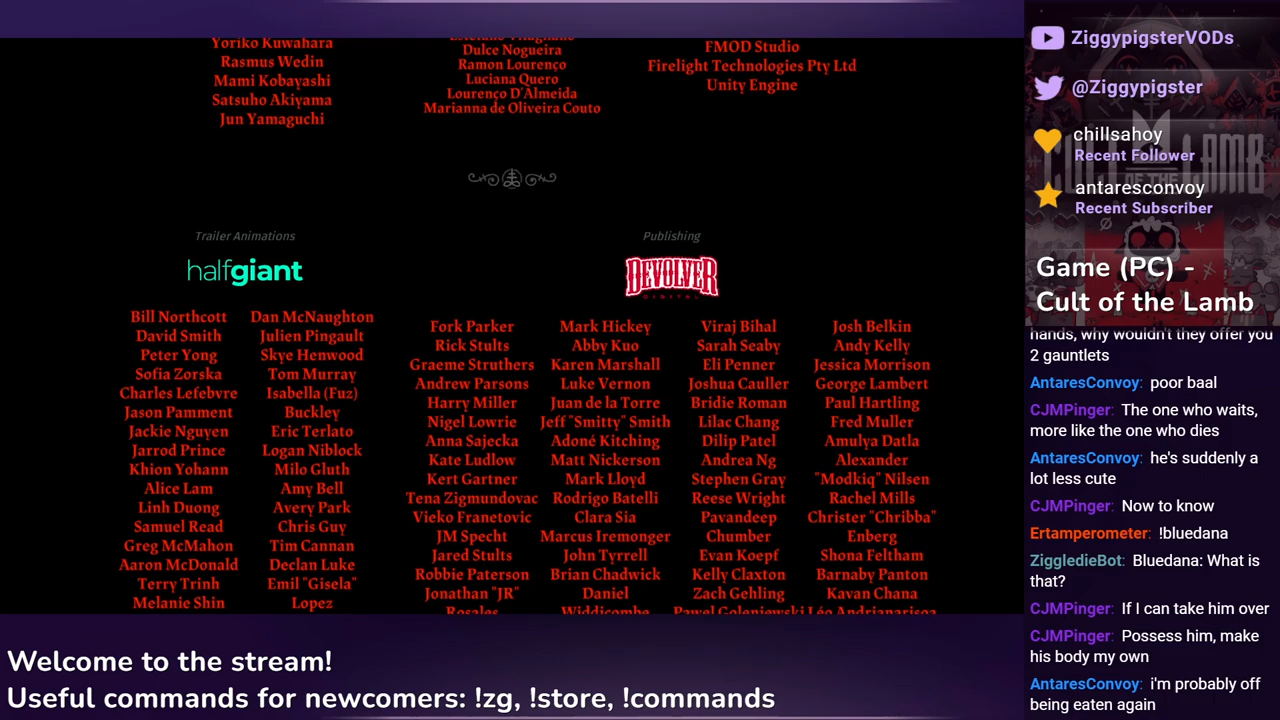 Yoriko Kuwahara
Rasmus Wedin
Mami Kobayashi
Satsuho Akiyama
Jun Yamaguchi
Dulce Nogueira
Ramon Lourenço
Luciana Quero
Lourenço D'Almeida
Marianna de Oliveira Couto
FMOD Studio
Firelight Technologies Pty Ltd
Unity Engine
Trailer Animations
halfgiant
Bill Northcott
David Smith
Peter Yong
Sofia Zorska
Charles Lefebvre
Jason Pamment
Jackie Nguyen
Jarrod Prince
Khion Yohann
Alice Lam
Linh Duong
Samuel Read
Greg McMahon
Aaron McDonald
Terry Trinh
Melanie Shin
Dan McNaughton
Julien Pingault
Skye Henwood
Tom Murray
Isabella (Fuz)
Buckley
Eric Terlato
Logan Niblock
Milo Gluth
Amy Bell
Avery Park
Chris Guy
Tim Cannan
Declan Luke
Emil "Gisela"
Lopez
Publishing
DEVOLVER
DIGITAL
Fork Parker
Rick Stults
Graeme Struthers
Andrew Parsons
Harry Miller
Nigel Lowrie
Anna Sajecka
Kate Ludlow
Kert Gartner
Tena Zigmundovac
Vieko Franetovic
JM Specht
Jared Stults
Robbie Paterson
Jonathan "JR"
Rosales
Mark Hickey
Abby Kuo
Karen Marshall
Luke Vernon
Juan de la Torre
Jeff "Smitty" Smith
Adoné Kitching
Matt Nickerson
Mark Lloyd
Rodrigo Batelli
Clara Sia
Marcus Iremonger
John Tyrrell
Brian Chadwick
Daniel
Widdicombe
Viraj Bihal
Sarah Seaby
Eli Penner
Joshua Cauller
Bridie Roman
Lilac Chang
Dilip Patel
Andrea Ng
Stephen Gray
Reese Wright
Pavandeep
Chumber
Evan Koepf
Kelly Claxton
Zach Gehling
Pawel Goleniewski
Josh Belkin
Andy Kelly
Jessica Morrison
George Lambert
Paul Hartling
Fred Muller
Amulya Datla
Alexander
"Modkiq" Nilsen
Rachel Mills
Christer "Chribba"
Enberg
Shona Feltham
Barnaby Panton
Kavan Chana
Léo Andrianarisoa
ZiggypigsterVODs
@Ziggypigster
chillsahoy
Recent Follower
antaresconvoy
Recent Subscriber
CULT OF THE LAMB
Game (PC) -
Cult of the Lamb
hands, why wouldn't they offer you
2 gauntlets
AntaresConvoy: poor baal
CJMPinger: The one who waits,
more like the one who dies
AntaresConvoy: he's suddenly a
lot less cute
CJMPinger: Now to know
Ertamperometer: !bluedana
ZiggledieBot: Bluedana: What is
that?
CJMPinger: If I can take him over
CJMPinger: Possess him, make
his body my own
AntaresConvoy: i'm probably off
being eaten again
Welcome to the stream!
Useful commands for newcomers: !zg, !store, !commands